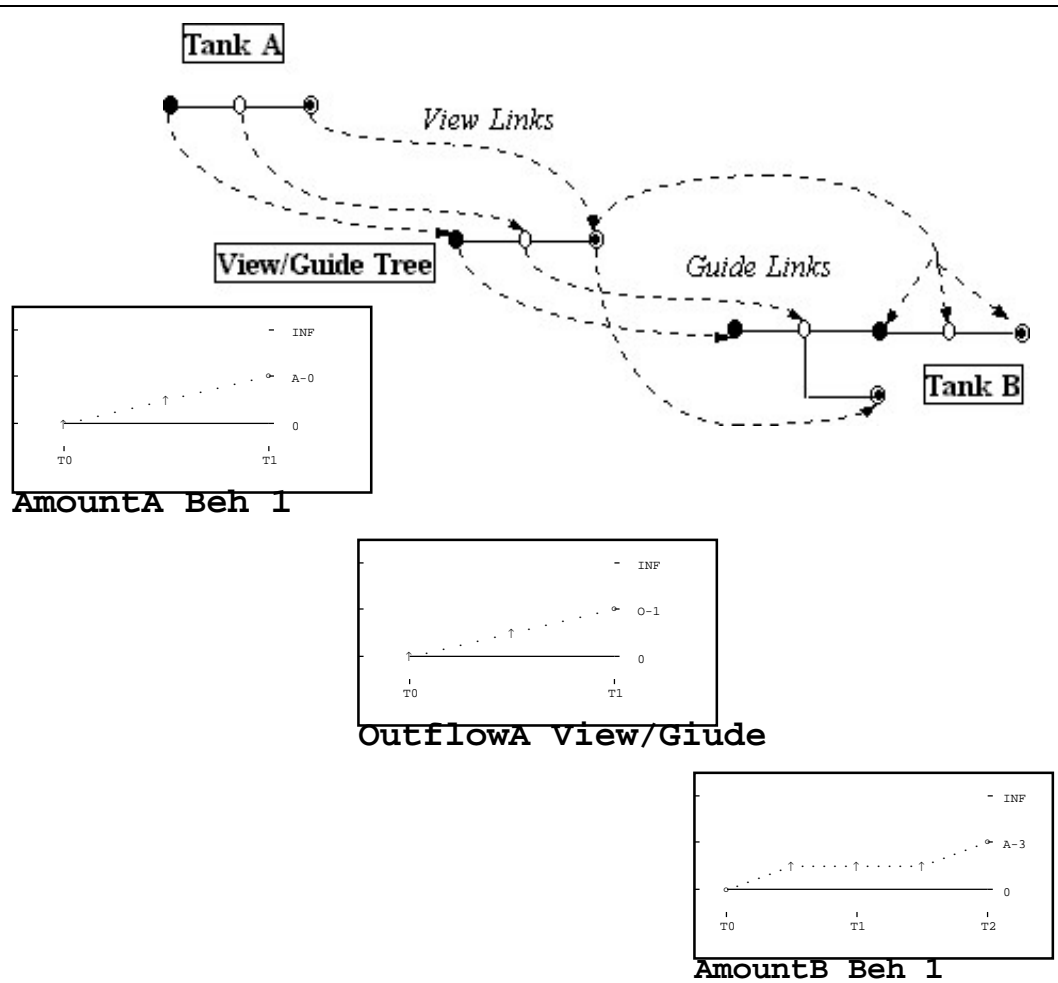 Tank A
View Links
View/Guide Tree
Guide Links
Tank B
INF
A-0
0
T0 T1
AmountA Beh 1
INF
O-1
0
T0 T1
OutflowA View/Giude
INF
A-3
0
T0 T1 T2
AmountB Beh 1